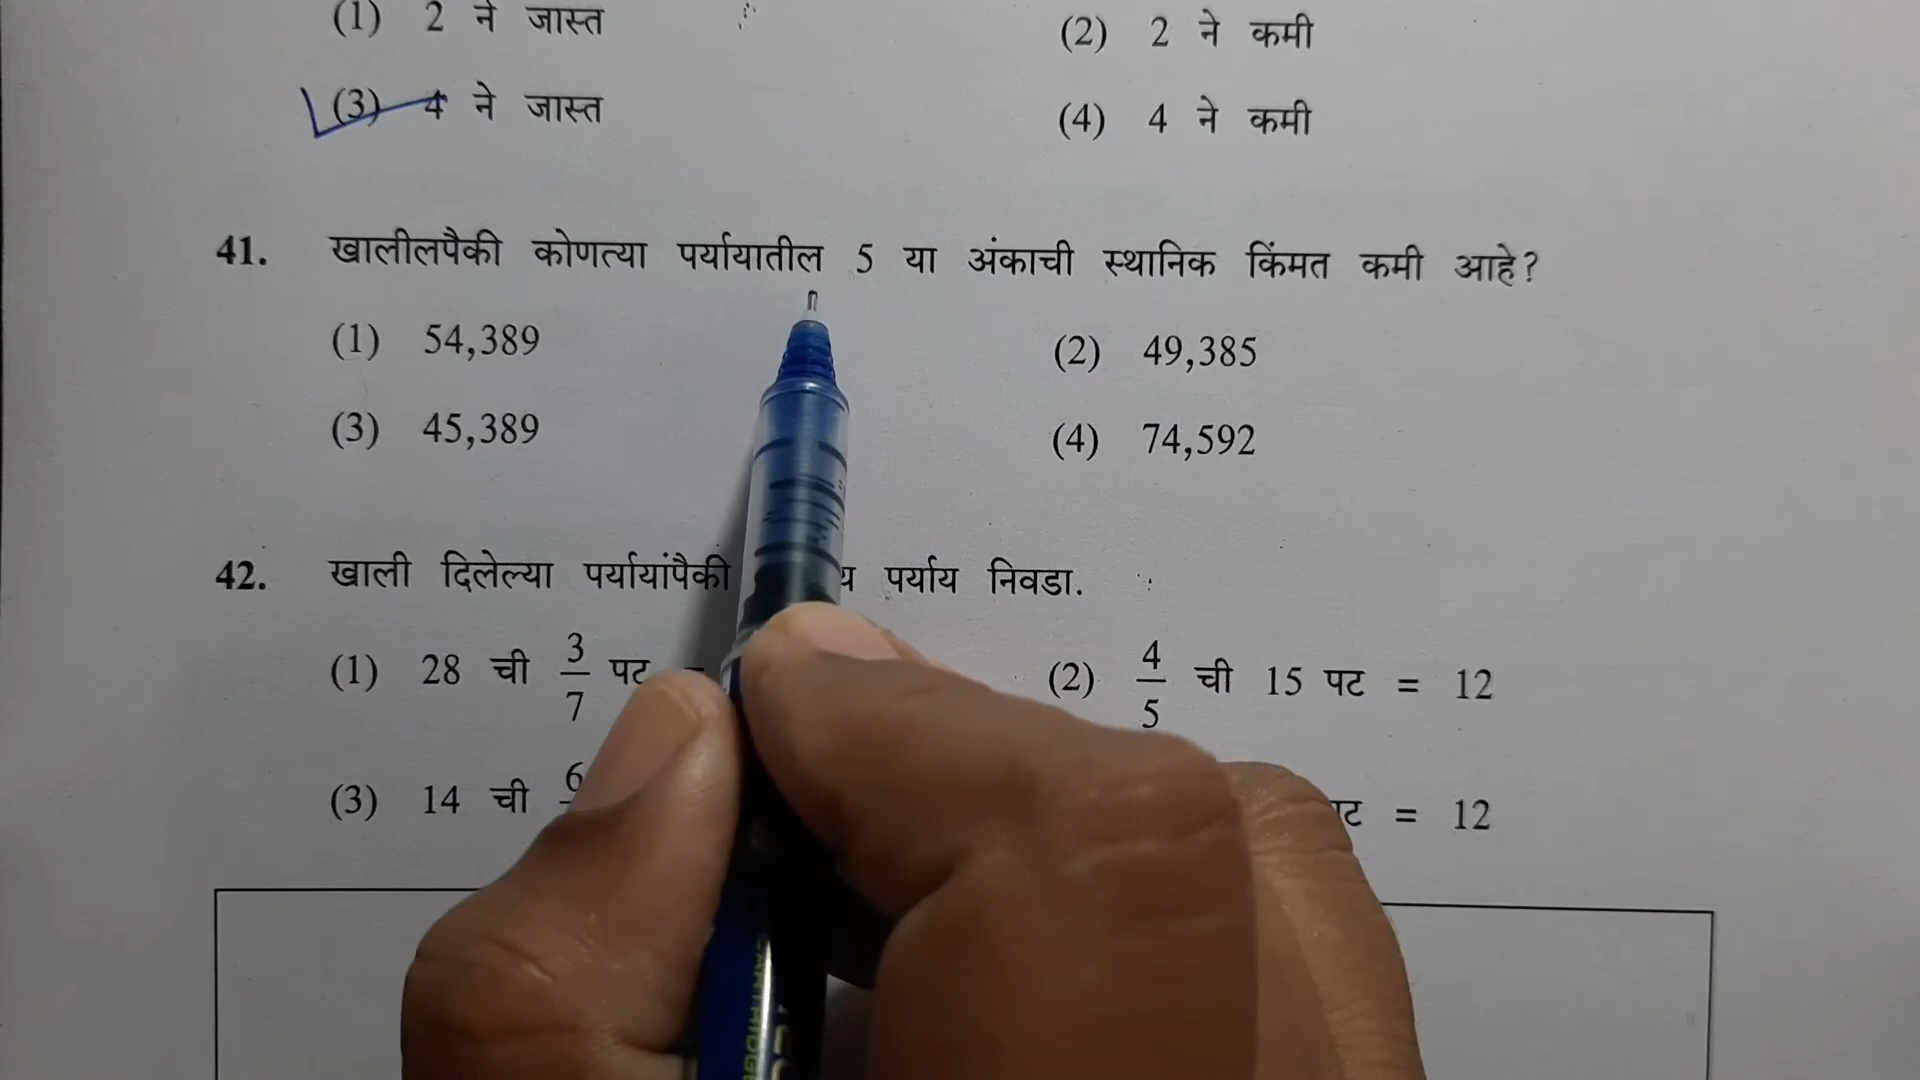 (1) 2 ने जास्त (2) 2 ने कमी
(3) 4 ने जास्त (4) 4 ने कमी
41. खालीलपैकी कोणत्या पर्यायातील 5 या अंकाची स्थानिक किंमत कमी आहे?
(1) 54,389 (2) 49,385
(3) 45,389 (4) 74,592
42. खाली दिलेल्या पर्यायांपैकी पर्याय निवडा.
(1) 28 ची 3/7 पट (2) 4/5 ची 15 पट = 12
(3) 14 ची 6 = 12